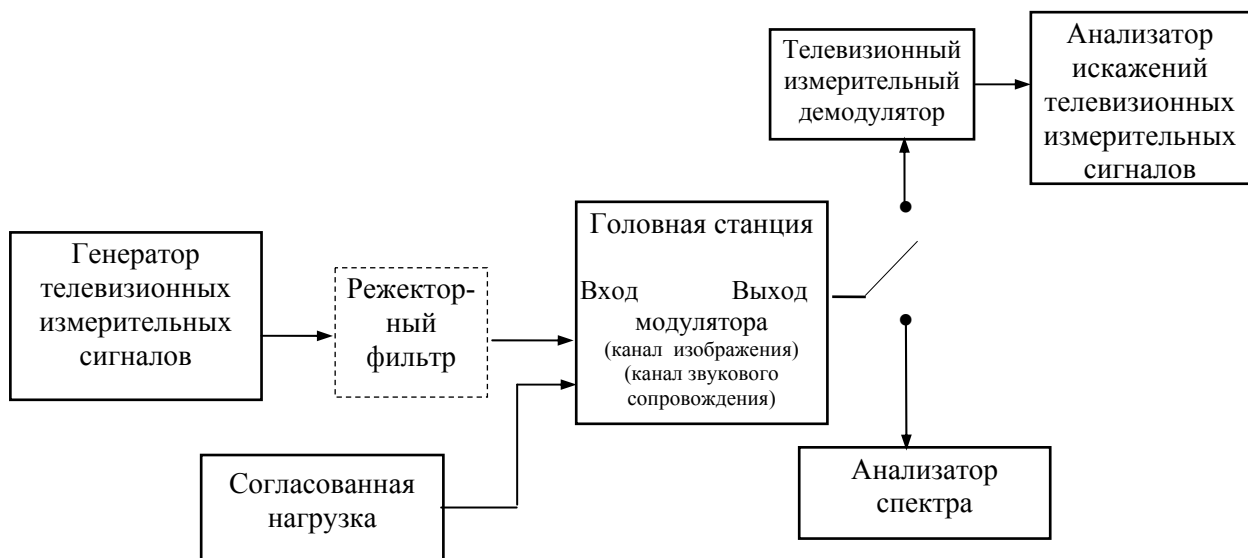 Генератор
телевизионных
измерительных
сигналов
Режектор-
ный
фильтр
Согласованная
нагрузка
Головная станция
Вход Выход
модулятора
(канал изображения)
(канал звукового
сопровождения)
Телевизионный
измерительный
демодулятор
Анализатор
искажений
телевизионных
измерительных
сигналов
Анализатор
спектра